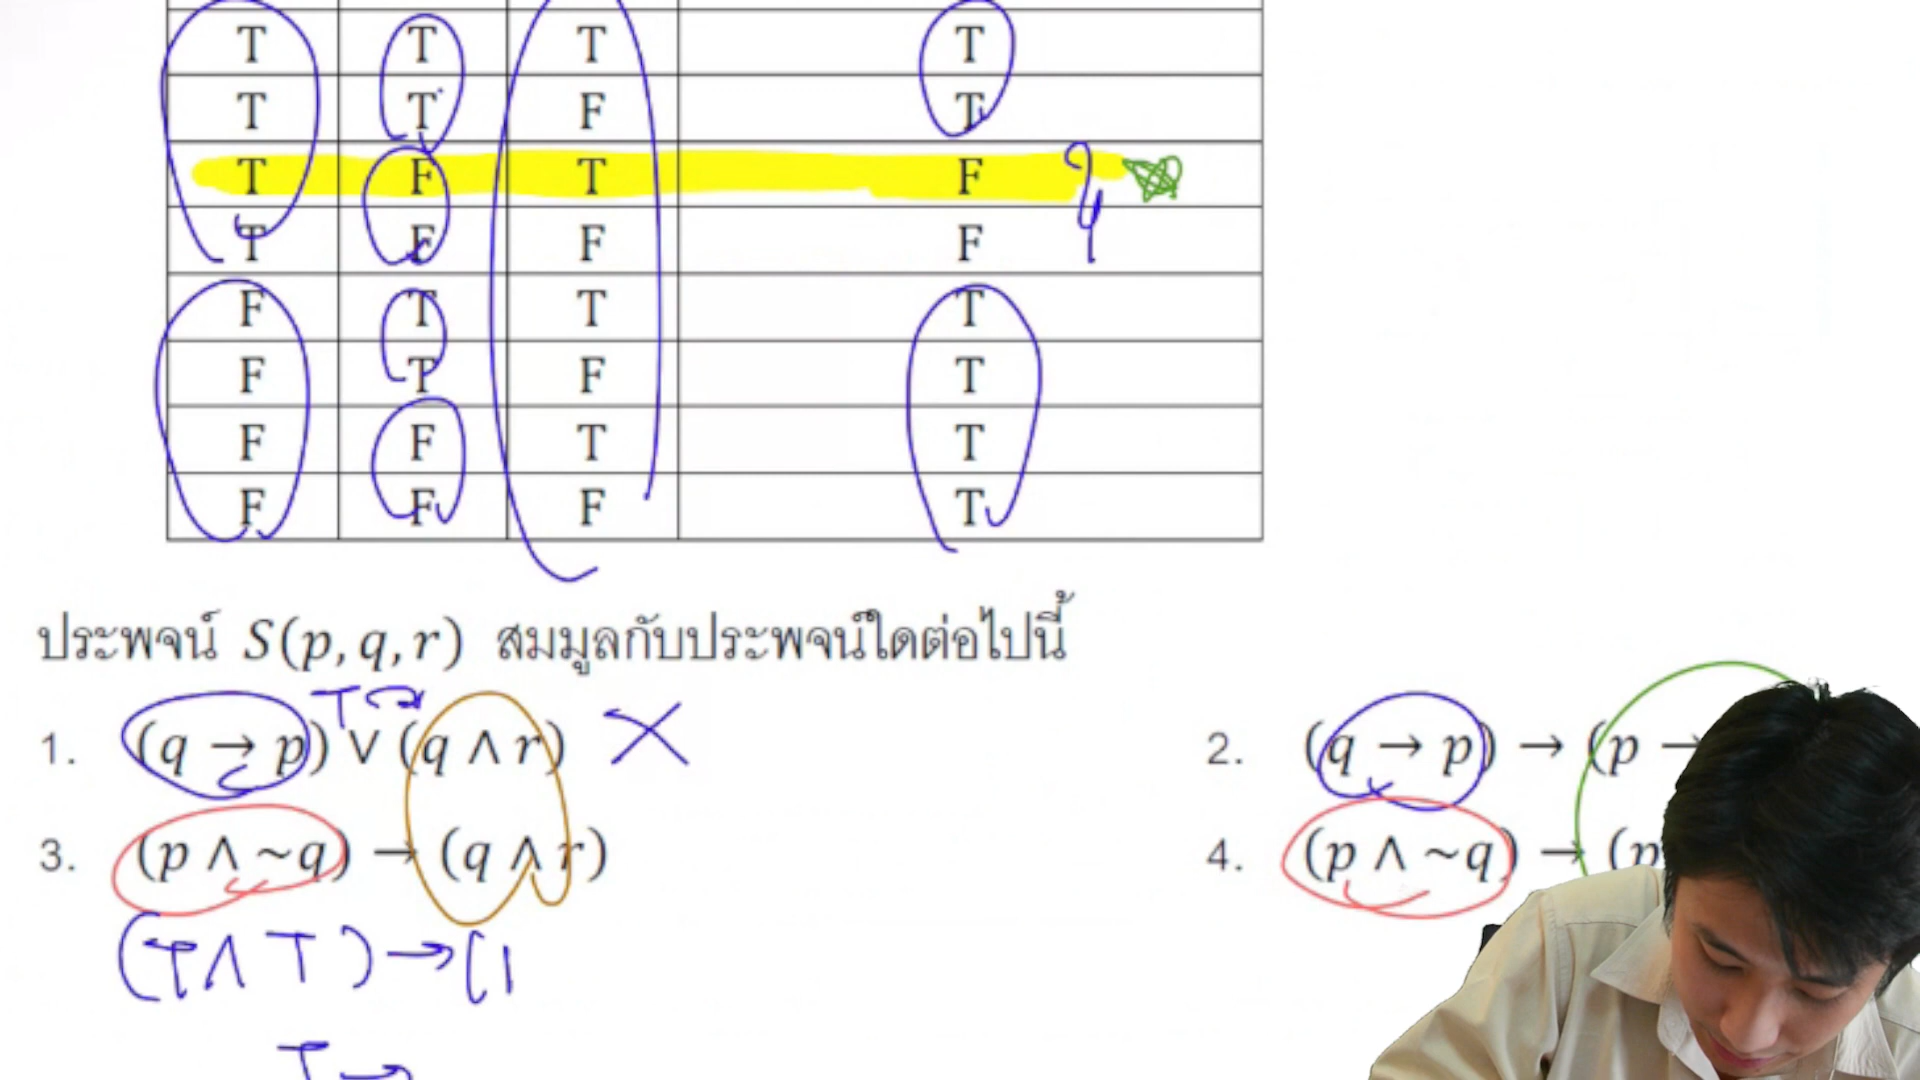 T T T T
T T F T
T F T F
T F F F
F T T T
F T F T
F F T T
F F F T
ประพจน์ S(p, q, r) สมมูลกับประพจน์ใดต่อไปนี้
1. (q → p) ∨ (q ∧ r)
2. (q → p) → (p →
3. (p ∧ ~q) → (q ∧ r)
4. (p ∧ ~q) → (p
(T ∧ T) → (
T →